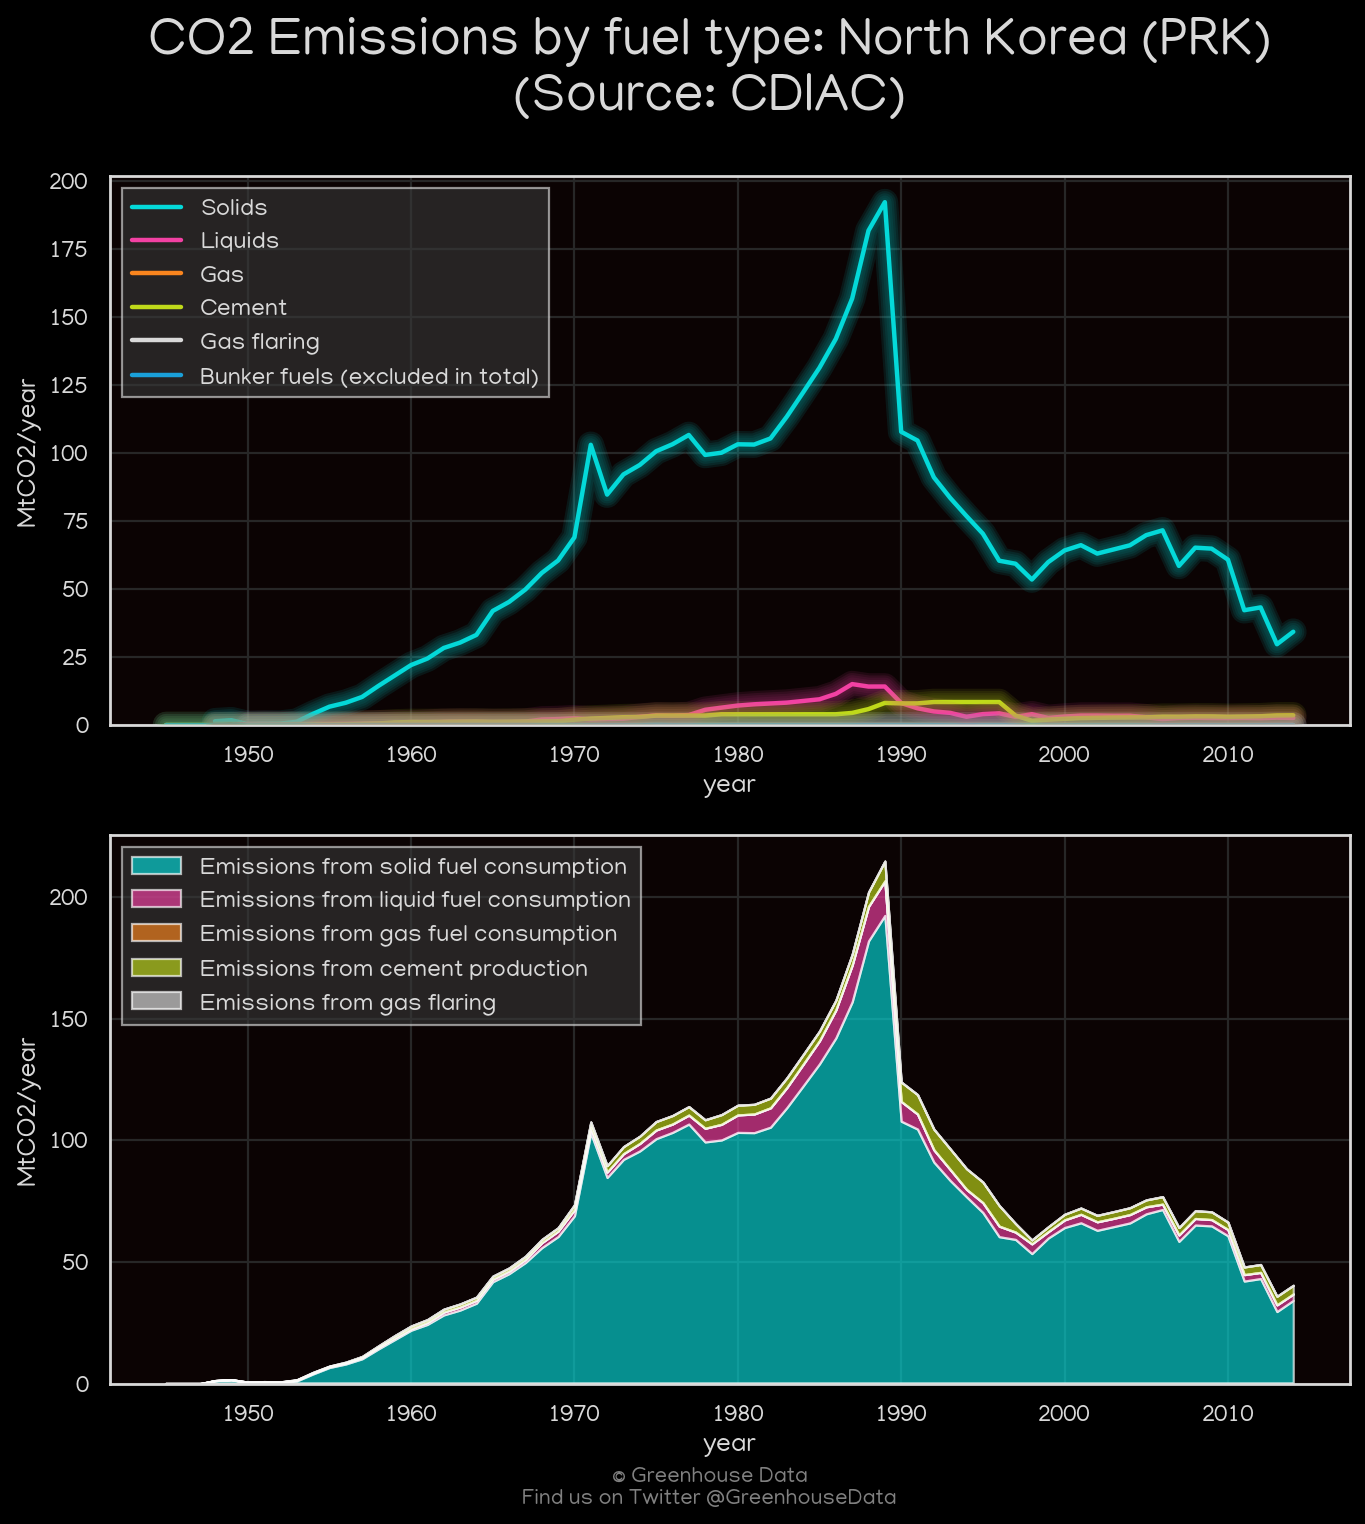 CO2 Emissions by fuel type: North Korea (PRK)
(Source: CDIAC)
200
175
150
125
100
75
50
25
0
MtCO2/year
Solids
Liquids
Gas
Cement
Gas flaring
Bunker fuels (excluded in total)
1950
1960
1970
1980
1990
2000
2010
year
200
150
100
50
0
MtCO2/year
Emissions from solid fuel consumption
Emissions from liquid fuel consumption
Emissions from gas fuel consumption
Emissions from cement production
Emissions from gas flaring
1950
1960
1970
1980
1990
2000
2010
year
© Greenhouse Data
Find us on Twitter @GreenhouseData